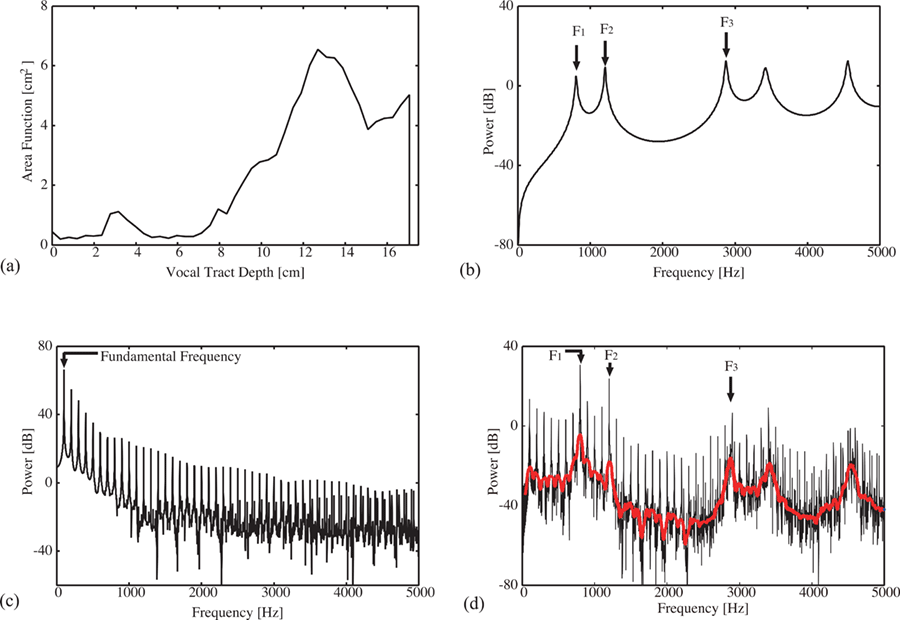 8
6
4
2
0
Area Function [cm2]
0 2 4 6 8 10 12 14 16
Vocal Tract Depth [cm]
(a)
40
0
-40
-80
Power [dB]
F1
F2
F3
0 1000 2000 3000 4000 5000
Frequency [Hz]
(b)
80
40
0
-40
Power [dB]
Fundamental Frequency
0 1000 2000 3000 4000 5000
Frequency [Hz]
(c)
40
0
-40
-80
Power [dB]
F1
F2
F3
0 1000 2000 3000 4000 5000
Frequency [Hz]
(d)